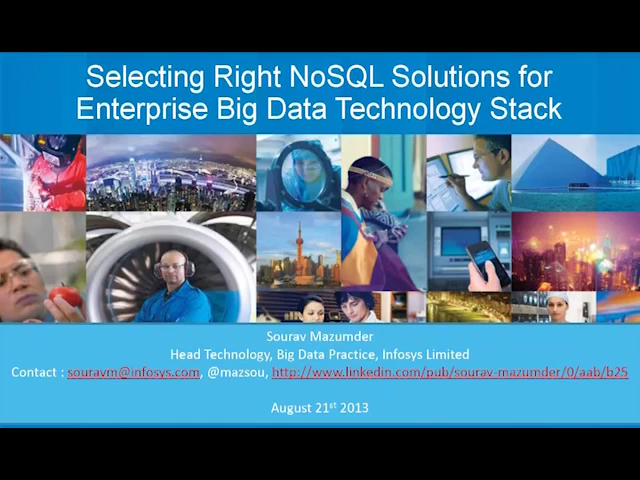 Selecting Right NoSQL Solutions for
Enterprise Big Data Technology Stack
Sourav Mazumder
Head Technology, Big Data Practice, Infosys Limited
Contact : souravm@infosys.com, @mazsou, http://www.linkedin.com/pub/sourav-mazumder/0/aab/b25
August 21st 2013